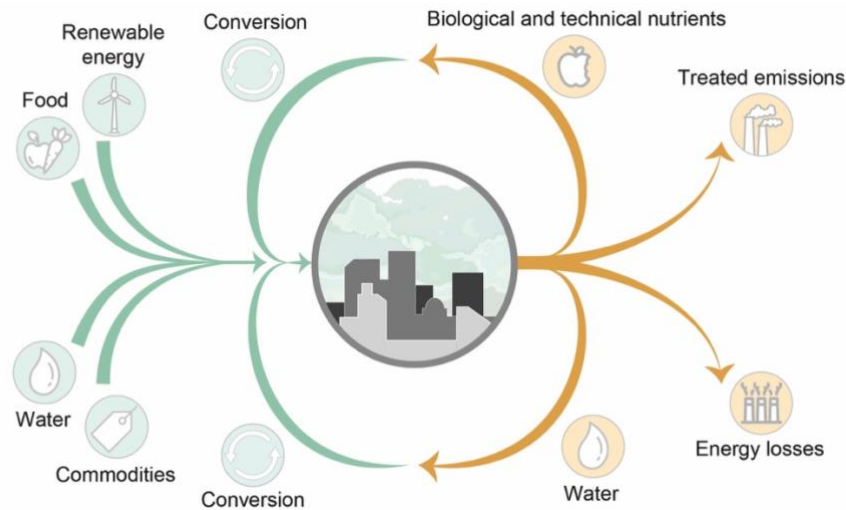 Renewable
energy
Conversion
Biological and technical nutrients
Food
Treated emissions
Water
Commodities
Conversion
Water
Energy losses